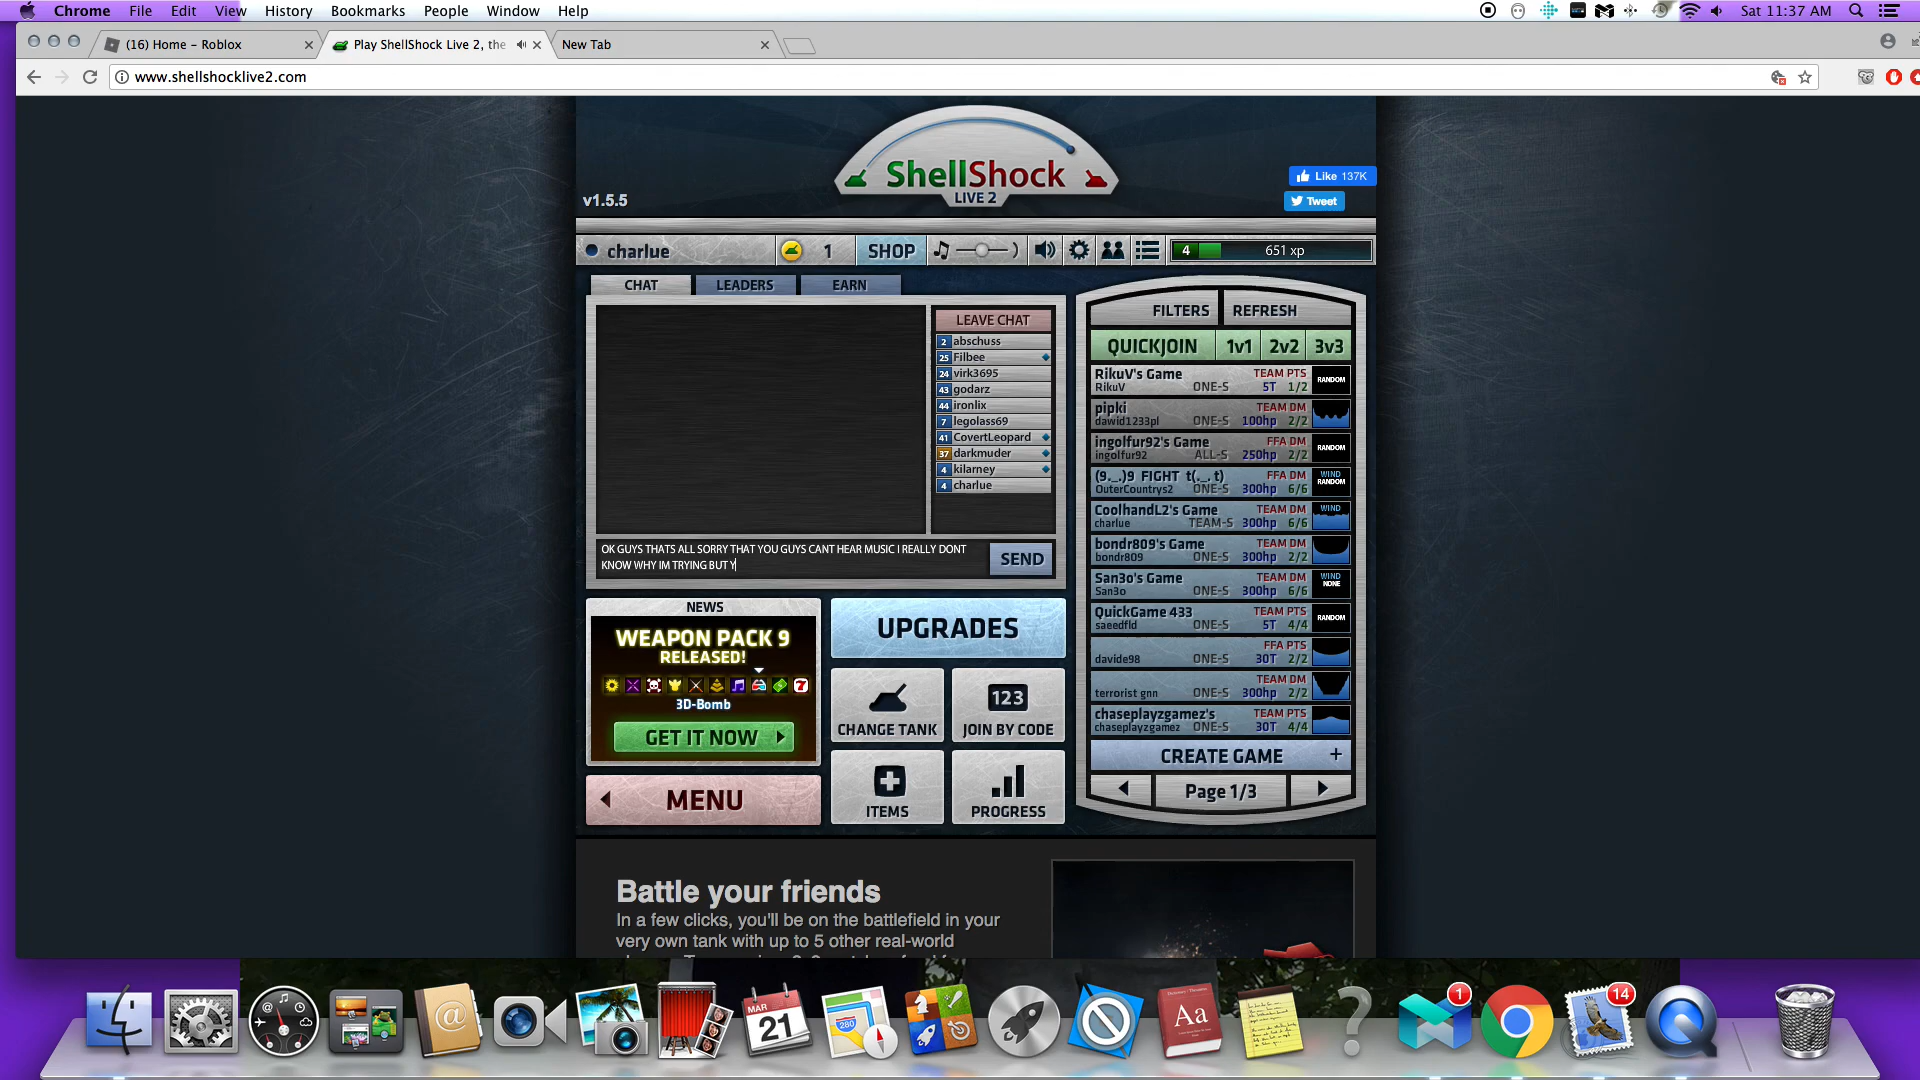 Chrome File Edit View History Bookmarks People Window Help Sat 11:37 AM
(16) Home - Roblox
Play ShellShock Live 2, the
New Tab
www.shellshocklive2.com
ShellShock
LIVE 2
v1.5.5
Like 137K
Tweet
charlue 1 SHOP 4 651 xp
CHAT LEADERS EARN
LEAVE CHAT
2 abschuss
25 Filbee
24 virk3695
43 godarz
44 ironlix
7 legolass69
41 CovertLeopard
37 darkmuder
4 kilarney
4 charlue
OK GUYS THATS ALL SORRY THAT YOU GUYS CANT HEAR MUSIC I REALLY DONT
KNOW WHY IM TRYING BUT Y
SEND
NEWS
WEAPON PACK 9
RELEASED!
7
3D-Bomb
GET IT NOW
MENU
UPGRADES
CHANGE TANK
123
JOIN BY CODE
ITEMS
PROGRESS
FILTERS REFRESH
QUICKJOIN 1v1 2v2 3v3
RikuV's Game TEAM PTS
RikuV ONE-S 5T 1/2
RANDOM
pipki TEAM DM
dawid1233pl ONE-S 100hp 2/2
ingolfur92's Game FFA DM
ingolfur92 ALL-S 250hp 2/2
RANDOM
(9._.)9 FIGHT t(._. t) FFA DM
OuterCountrys2 ONE-S 300hp 6/6
WIND
RANDOM
CoolhandL2's Game TEAM DM
charlue TEAM-S 300hp 6/6
WIND
bondr809's Game TEAM DM
bondr809 ONE-S 300hp 2/2
San3o's Game TEAM DM
San3o ONE-S 300hp 6/6
WIND
NONE
QuickGame 433 TEAM PTS
saeedfld ONE-S 5T 4/4
RANDOM
FFA PTS
davide98 ONE-S 30T 2/2
TEAM DM
terrorist gnn ONE-S 300hp 2/2
chaseplayzgamez's TEAM PTS
chaseplayzgamez ONE-S 30T 4/4
CREATE GAME +
Page 1/3
Battle your friends
In a few clicks, you'll be on the battlefield in your
very own tank with up to 5 other real-world
MAR
21
280
Aa
?
1
14